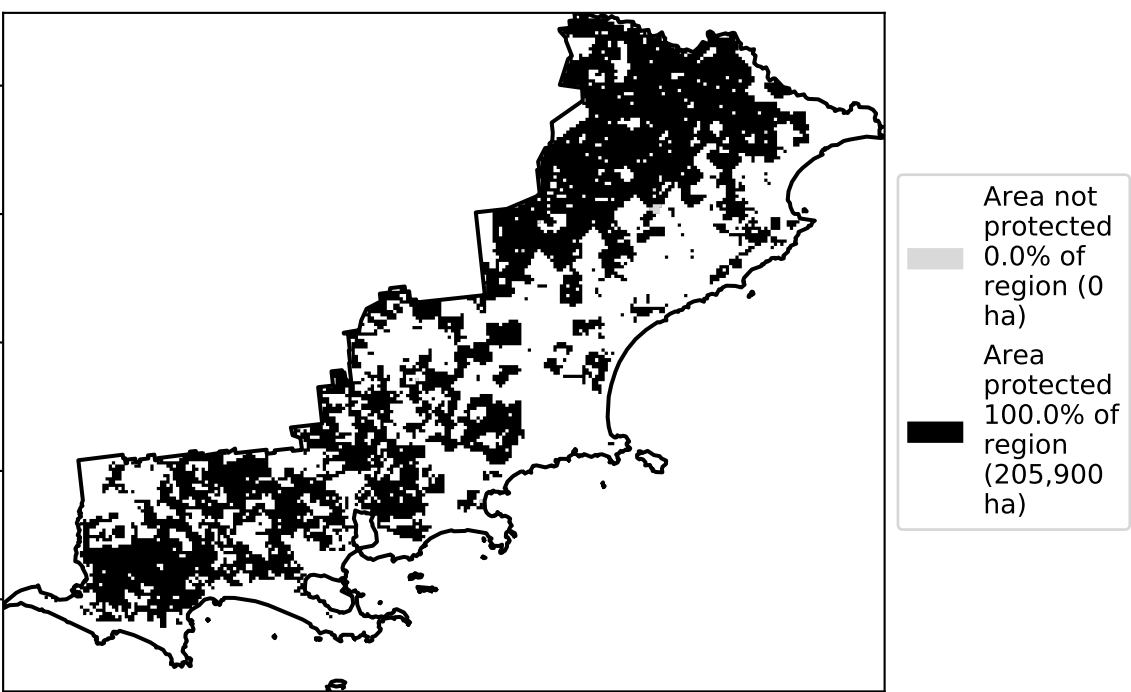 Area not
protected
0.0% of
region (0
ha)
Area
protected
100.0% of
region
(205,900
ha)